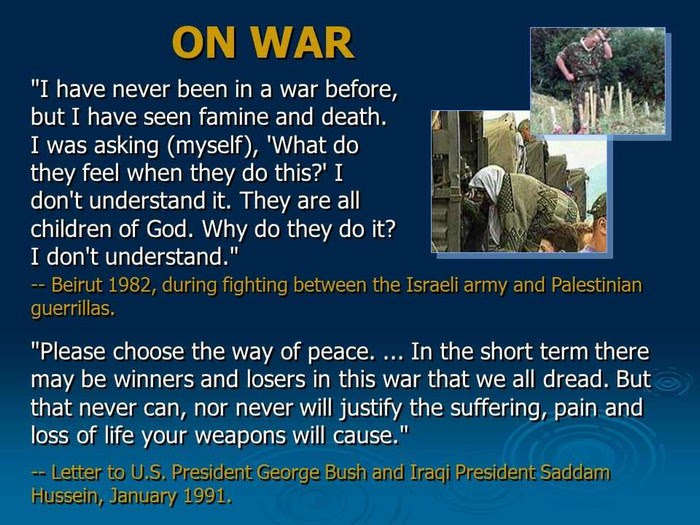 ON WAR
"I have never been in a war before,
but I have seen famine and death.
I was asking (myself), 'What do
they feel when they do this?' I
don't understand it. They are all
children of God. Why do they do it?
I don't understand."
-- Beirut 1982, during fighting between the Israeli army and Palestinian
guerrillas.
"Please choose the way of peace. ... In the short term there
may be winners and losers in this war that we all dread. But
that never can, nor never will justify the suffering, pain and
loss of life your weapons will cause."
-- Letter to U.S. President George Bush and Iraqi President Saddam
Hussein, January 1991.